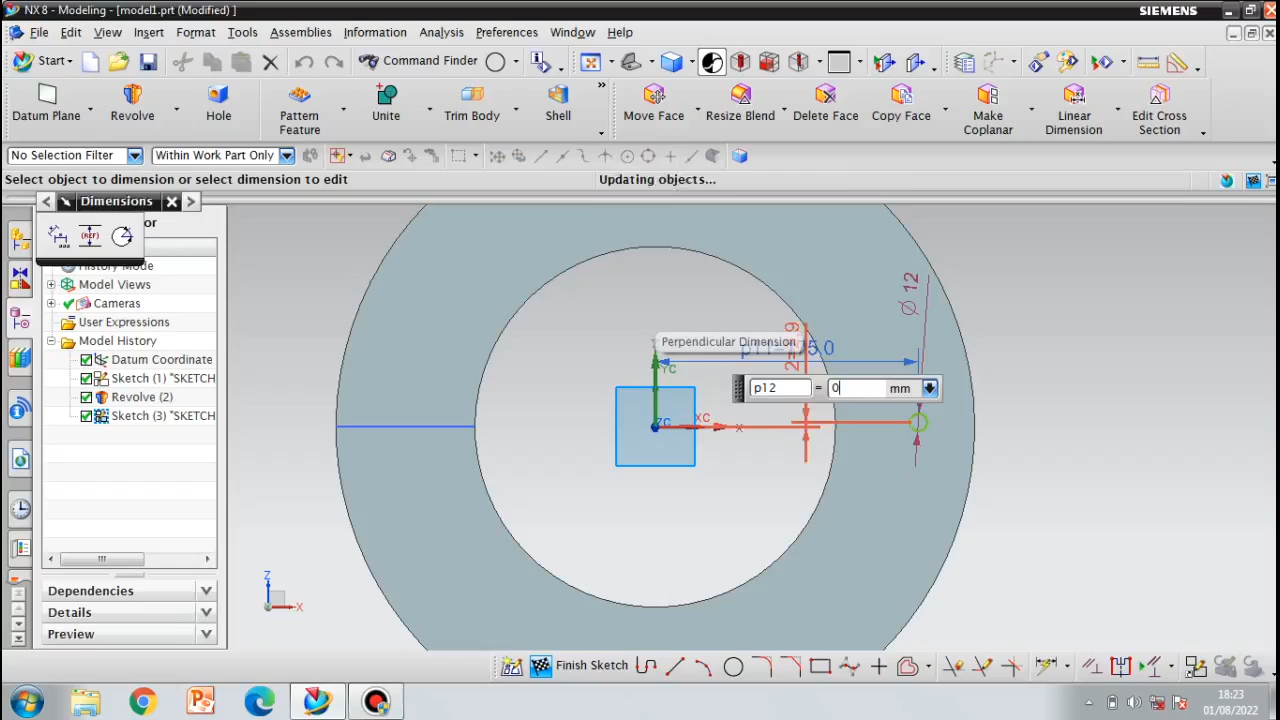 NX 8 - Modeling - [model1.prt (Modified) ]
SIEMENS
File Edit View Insert Format Tools Assemblies Information Analysis Preferences Window Help
Start Command Finder
Datum Plane Revolve Hole Pattern Feature Unite Trim Body Shell » Move Face Resize Blend Delete Face Copy Face Make Coplanar Linear Dimension Edit Cross Section
No Selection Filter Within Work Part Only
Select object to dimension or select dimension to edit Updating objects...
Dimensions
or
History Mode
Model Views
Cameras
User Expressions
Model History
Datum Coordinate
Sketch (1) "SKETCH
Revolve (2)
Sketch (3) "SKETCH
Dependencies
Details
Preview
Ø 12
Perpendicular Dimension
YC
p12 = 0 mm
ZC XC X
Z
X
Finish Sketch
18:23
01/08/2022